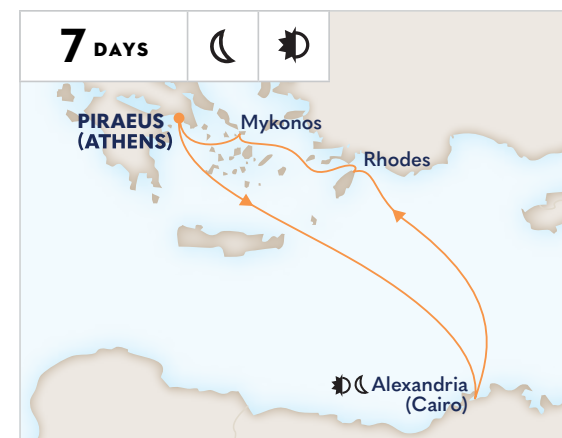 7 DAYS
PIRAEUS
(ATHENS)
Mykonos
Rhodes
Alexandria
(Cairo)